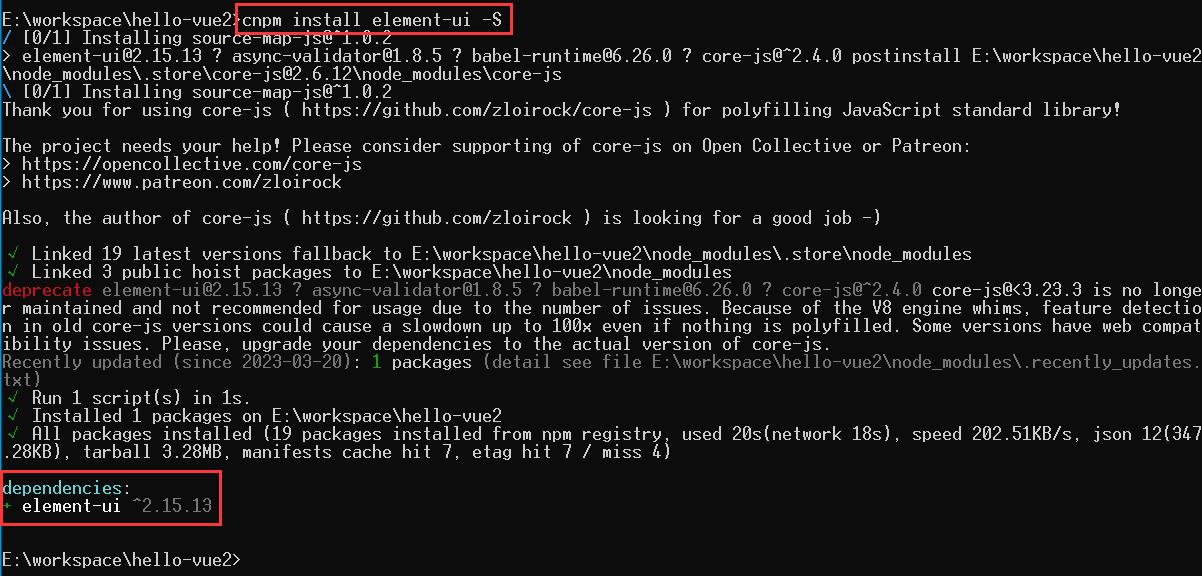 E:\workspace\hello-vue2>cnpm install element-ui -S
/ [0/1] Installing source-map-js@^1.0.2
> element-ui@2.15.13 ? async-validator@1.8.5 ? babel-runtime@6.26.0 ? core-js@^2.4.0 postinstall E:\workspace\hello-vue2
\node_modules\.store\core-js@2.6.12\node_modules\core-js
\ [0/1] Installing source-map-js@^1.0.2
Thank you for using core-js ( https://github.com/zloirock/core-js ) for polyfilling JavaScript standard library!
The project needs your help! Please consider supporting of core-js on Open Collective or Patreon:
> https://opencollective.com/core-js
> https://www.patreon.com/zloirock
Also, the author of core-js ( https://github.com/zloirock ) is looking for a good job -)
√ Linked 19 latest versions fallback to E:\workspace\hello-vue2\node_modules\.store\node_modules
√ Linked 3 public hoist packages to E:\workspace\hello-vue2\node_modules
deprecate element-ui@2.15.13 ? async-validator@1.8.5 ? babel-runtime@6.26.0 ? core-js@^2.4.0 core-js@<3.23.3 is no longe
r maintained and not recommended for usage due to the number of issues. Because of the V8 engine whims, feature detectio
n in old core-js versions could cause a slowdown up to 100x even if nothing is polyfilled. Some versions have web compat
ibility issues. Please, upgrade your dependencies to the actual version of core-js.
Recently updated (since 2023-03-20): 1 packages (detail see file E:\workspace\hello-vue2\node_modules\.recently_updates.
txt)
√ Run 1 script(s) in 1s.
√ Installed 1 packages on E:\workspace\hello-vue2
√ All packages installed (19 packages installed from npm registry, used 20s(network 18s), speed 202.51KB/s, json 12(347
.28KB), tarball 3.28MB, manifests cache hit 7, etag hit 7 / miss 4)
dependencies:
+ element-ui ^2.15.13
E:\workspace\hello-vue2>